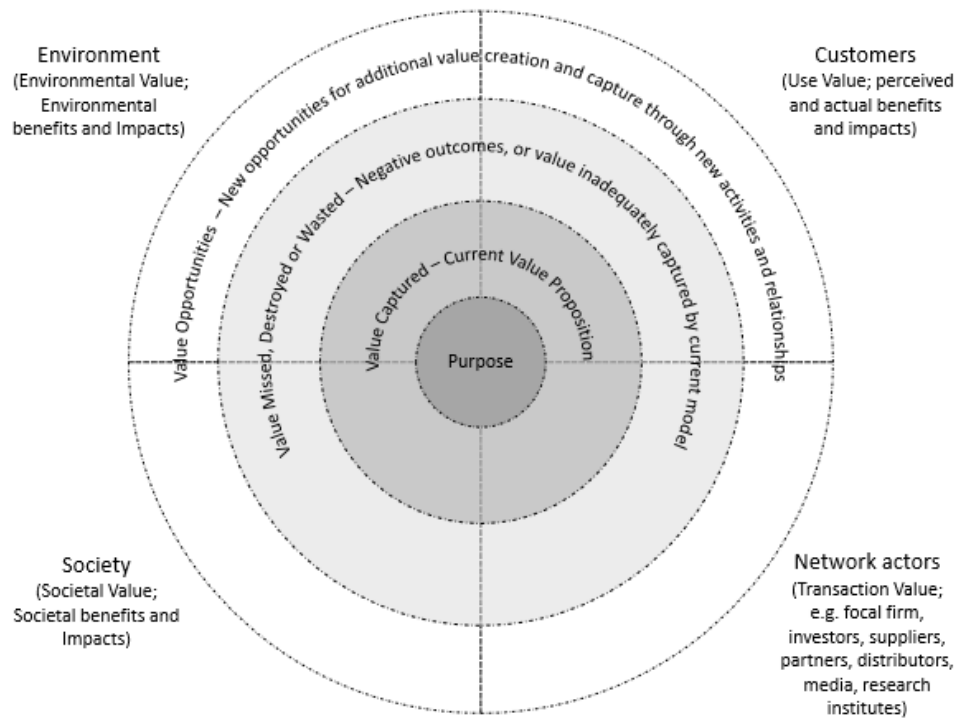 Environment
(Environmental Value;
Environmental
benefits and Impacts)
Customers
(Use Value; perceived
and actual benefits
and impacts)
Value Opportunities – New opportunities for additional value creation and capture through new activities and relationships
Value Missed, Destroyed or Wasted – Negative outcomes, or value inadequately captured by current model
Value Captured – Current Value Proposition
Purpose
Society
(Societal Value;
Societal benefits and
Impacts)
Network actors
(Transaction Value;
e.g. focal firm,
investors, suppliers,
partners, distributors,
media, research
institutes)